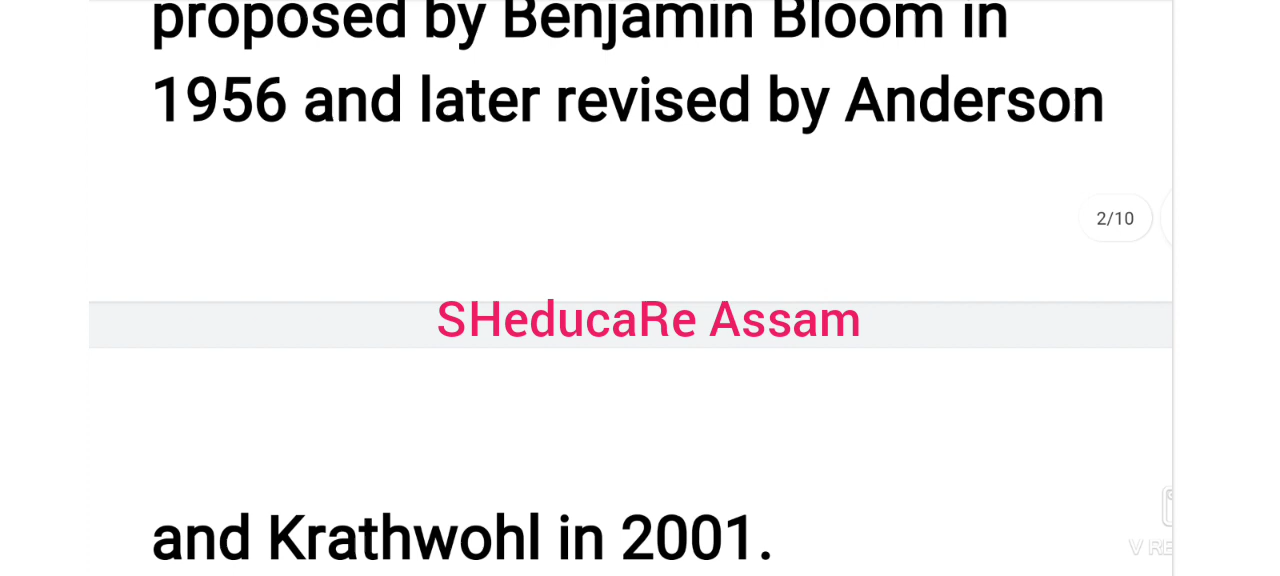 proposed by Benjamin Bloom in
1956 and later revised by Anderson
2/10
SHeducaRe Assam
and Krathwohl in 2001.